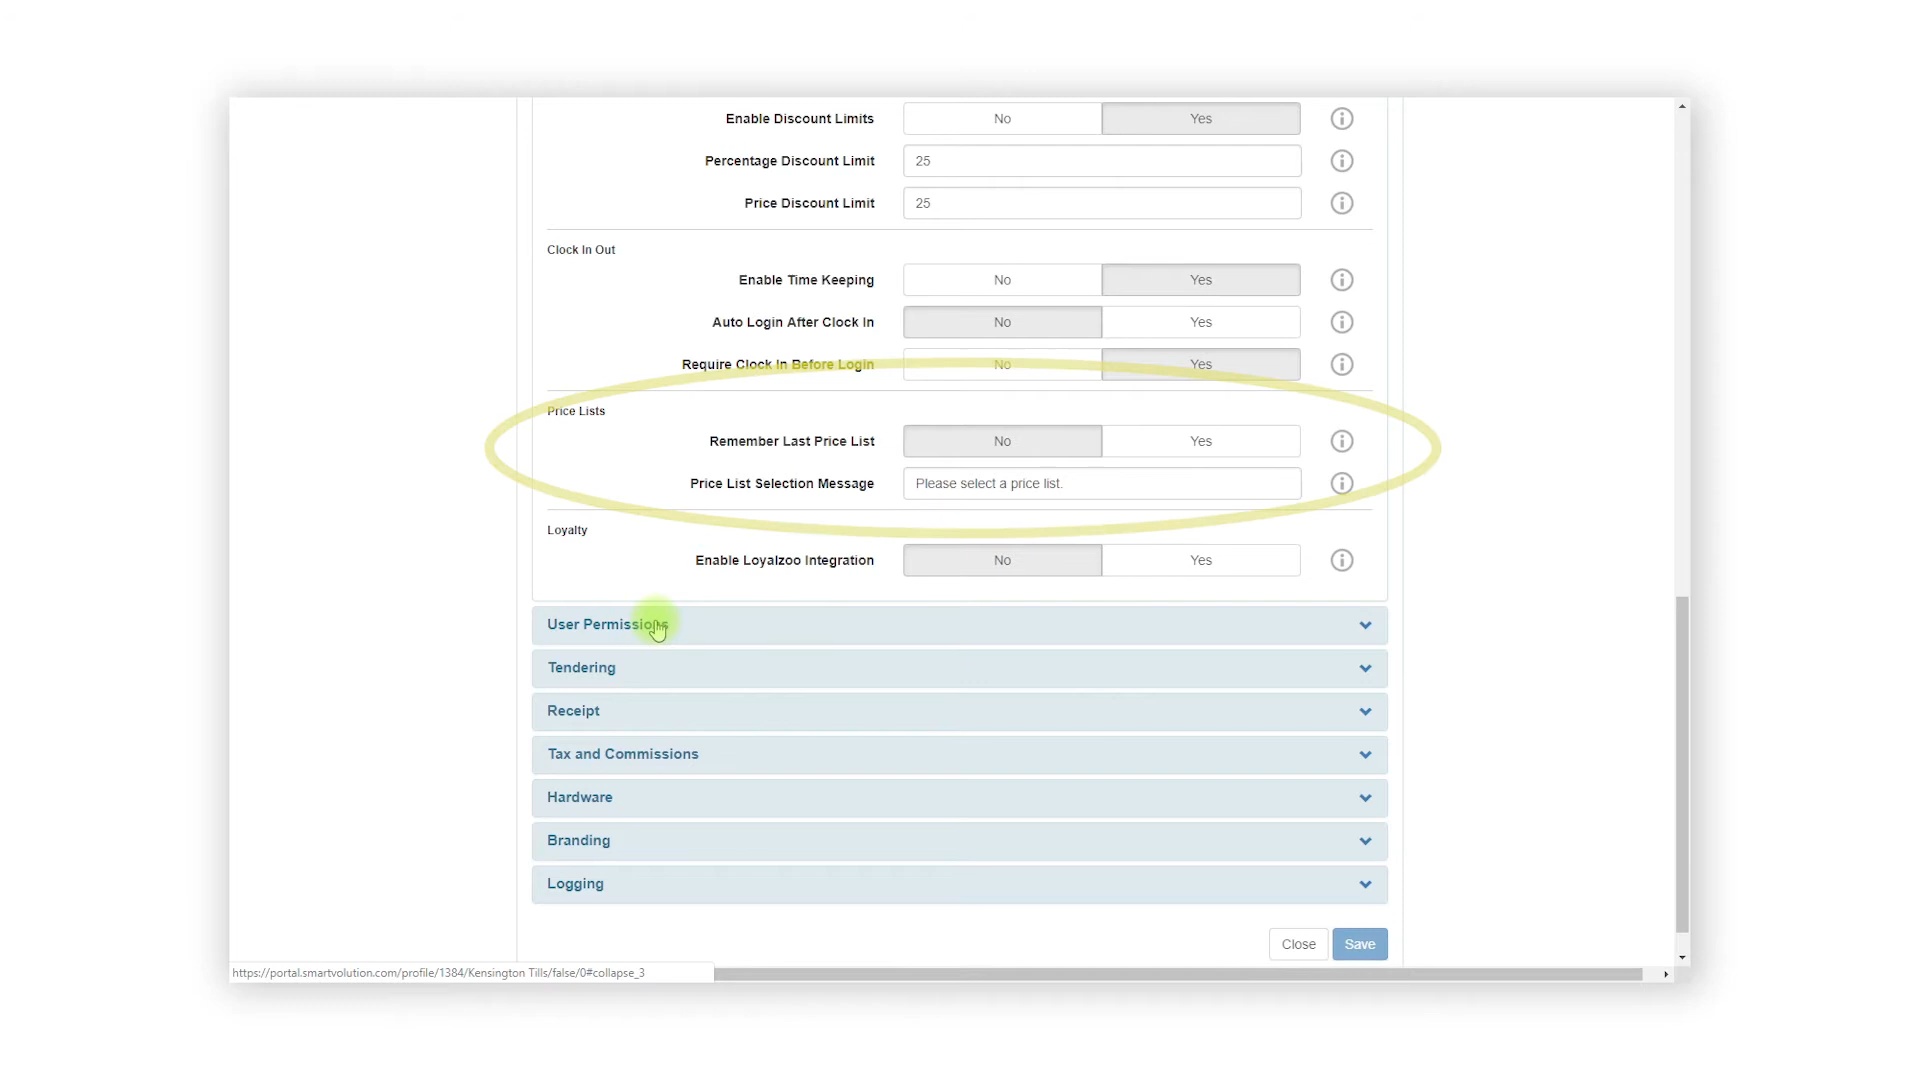 Enable Discount Limits No Yes
Percentage Discount Limit 25
Price Discount Limit 25
Clock In Out
Enable Time Keeping No Yes
Auto Login After Clock In No Yes
Require Clock In Before Login No Yes
Price Lists
Remember Last Price List No Yes
Price List Selection Message Please select a price list.
Loyalty
Enable Loyalzoo Integration No Yes
User Permissions
Tendering
Receipt
Tax and Commissions
Hardware
Branding
Logging
Close Save
https://portal.smartvolution.com/profile/1384/Kensington Tills/false/0#collapse_3